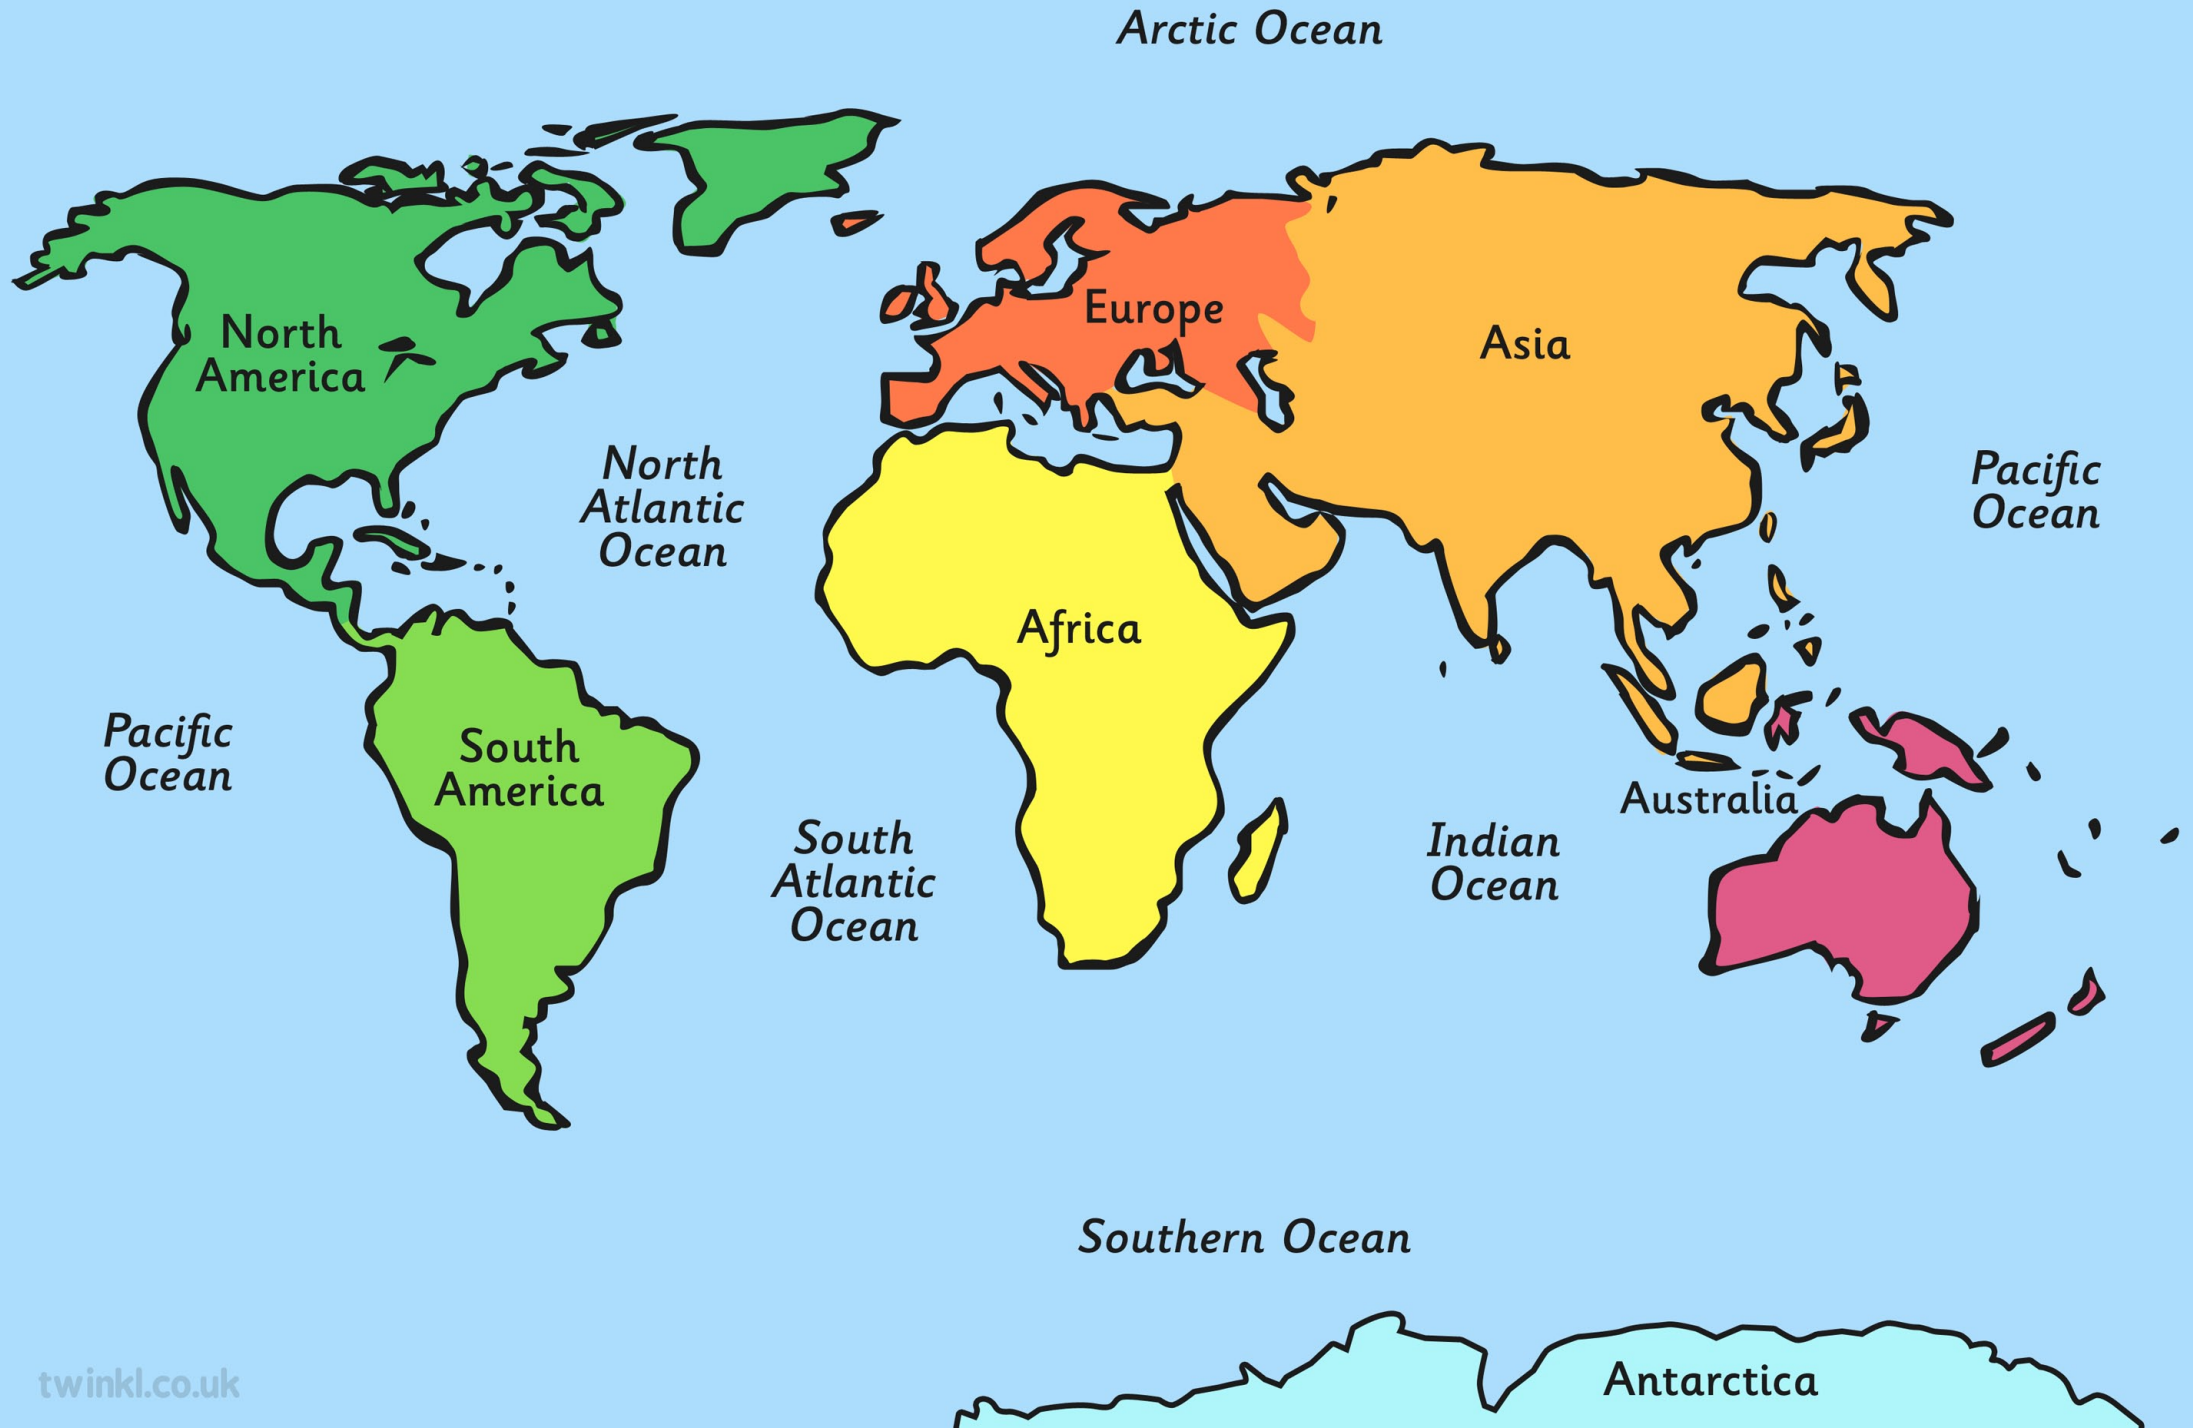 Arctic Ocean
North
America
Europe
Asia
North
Atlantic
Ocean
Pacific
Ocean
Africa
Pacific
Ocean
South
America
Australia
South
Atlantic
Ocean
Indian
Ocean
Southern Ocean
Antarctica
twinkl.co.uk